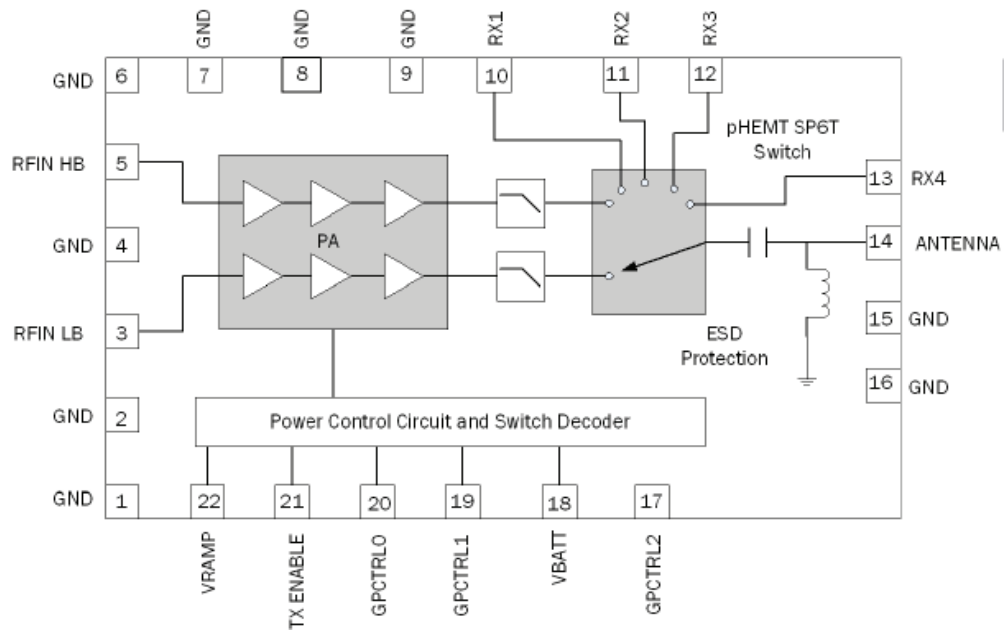 GND
GND
GND
RX1
RX2
RX3
GND
6
7
8
9
10
11
12
pHEMT SP6T
Switch
RFIN HB
5
13
RX4
GND
4
PA
14
ANTENNA
RFIN LB
3
15
GND
ESD
Protection
16
GND
GND
2
Power Control Circuit and Switch Decoder
GND
1
22
21
20
19
18
17
VRAMP
TX ENABLE
GPCTRL0
GPCTRL1
VBATT
GPCTRL2